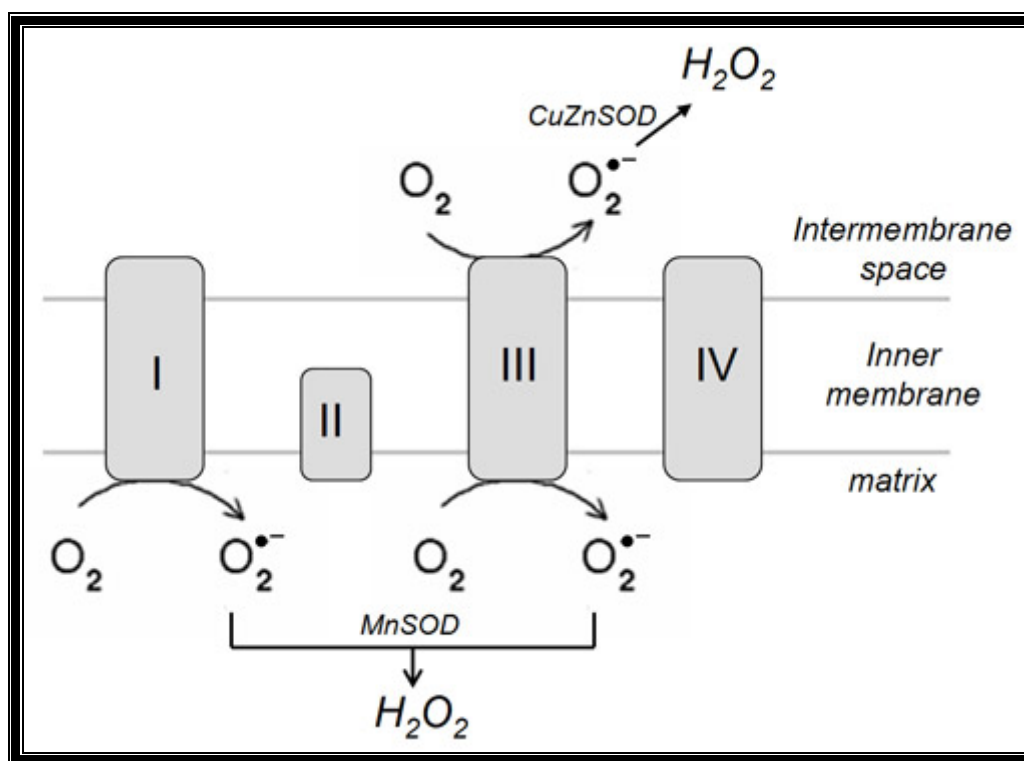 H₂O₂
CuZnSOD
O₂ O₂•−
Intermembrane
space
I
II
III
IV
Inner
membrane
matrix
O₂ O₂•− O₂ O₂•−
MnSOD
H₂O₂